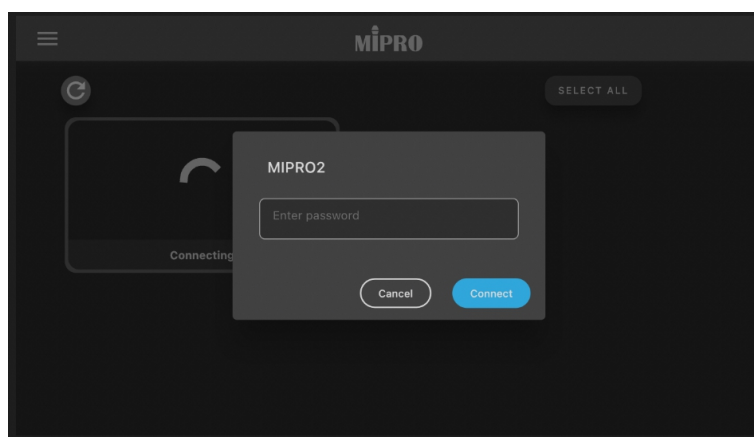 MIPRO
SELECT ALL
MIPRO2
Enter password
Connecting
Cancel
Connect